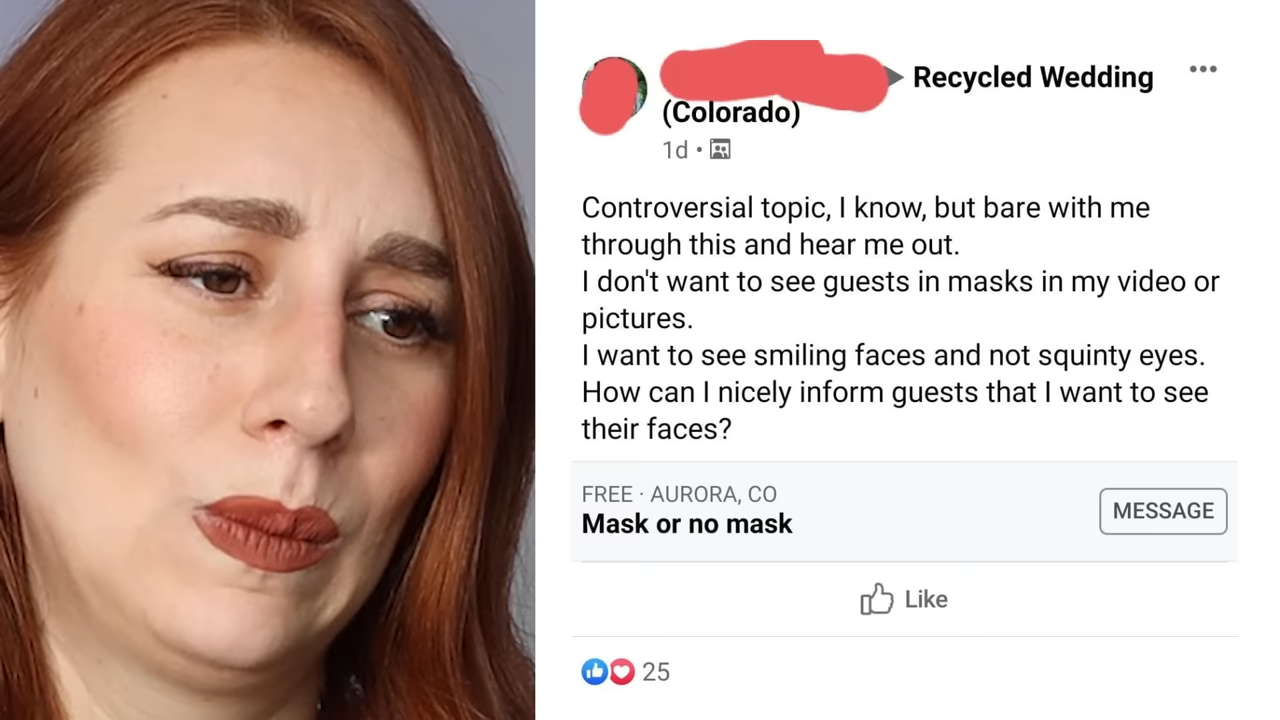 Recycled Wedding
(Colorado)
1d •
Controversial topic, I know, but bare with me
through this and hear me out.
I don't want to see guests in masks in my video or
pictures.
I want to see smiling faces and not squinty eyes.
How can I nicely inform guests that I want to see
their faces?
FREE · AURORA, CO
Mask or no mask
MESSAGE
Like
25